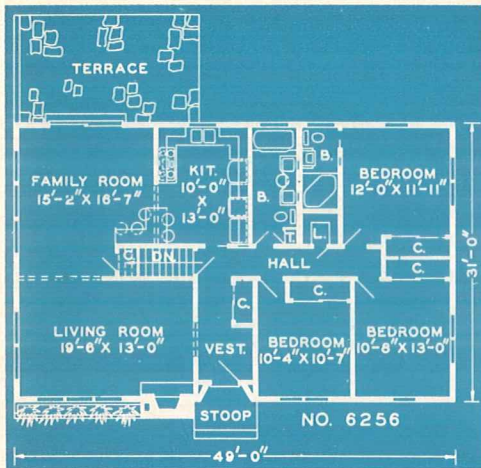 TERRACE
FAMILY ROOM
15'-2" X 16'-7"
KIT.
10'-0"
X
13'-0"
B.
B.
BEDROOM
12'-0" X 11'-11"
T.
L.
C.
DN.
HALL
C.
C.
31'-0"
C.
C.
LIVING ROOM
19'-6" X 13'-0"
VEST.
BEDROOM
10'-4" X 10'-7"
BEDROOM
10'-8" X 13'-0"
STOOP
NO. 6256
49'-0"